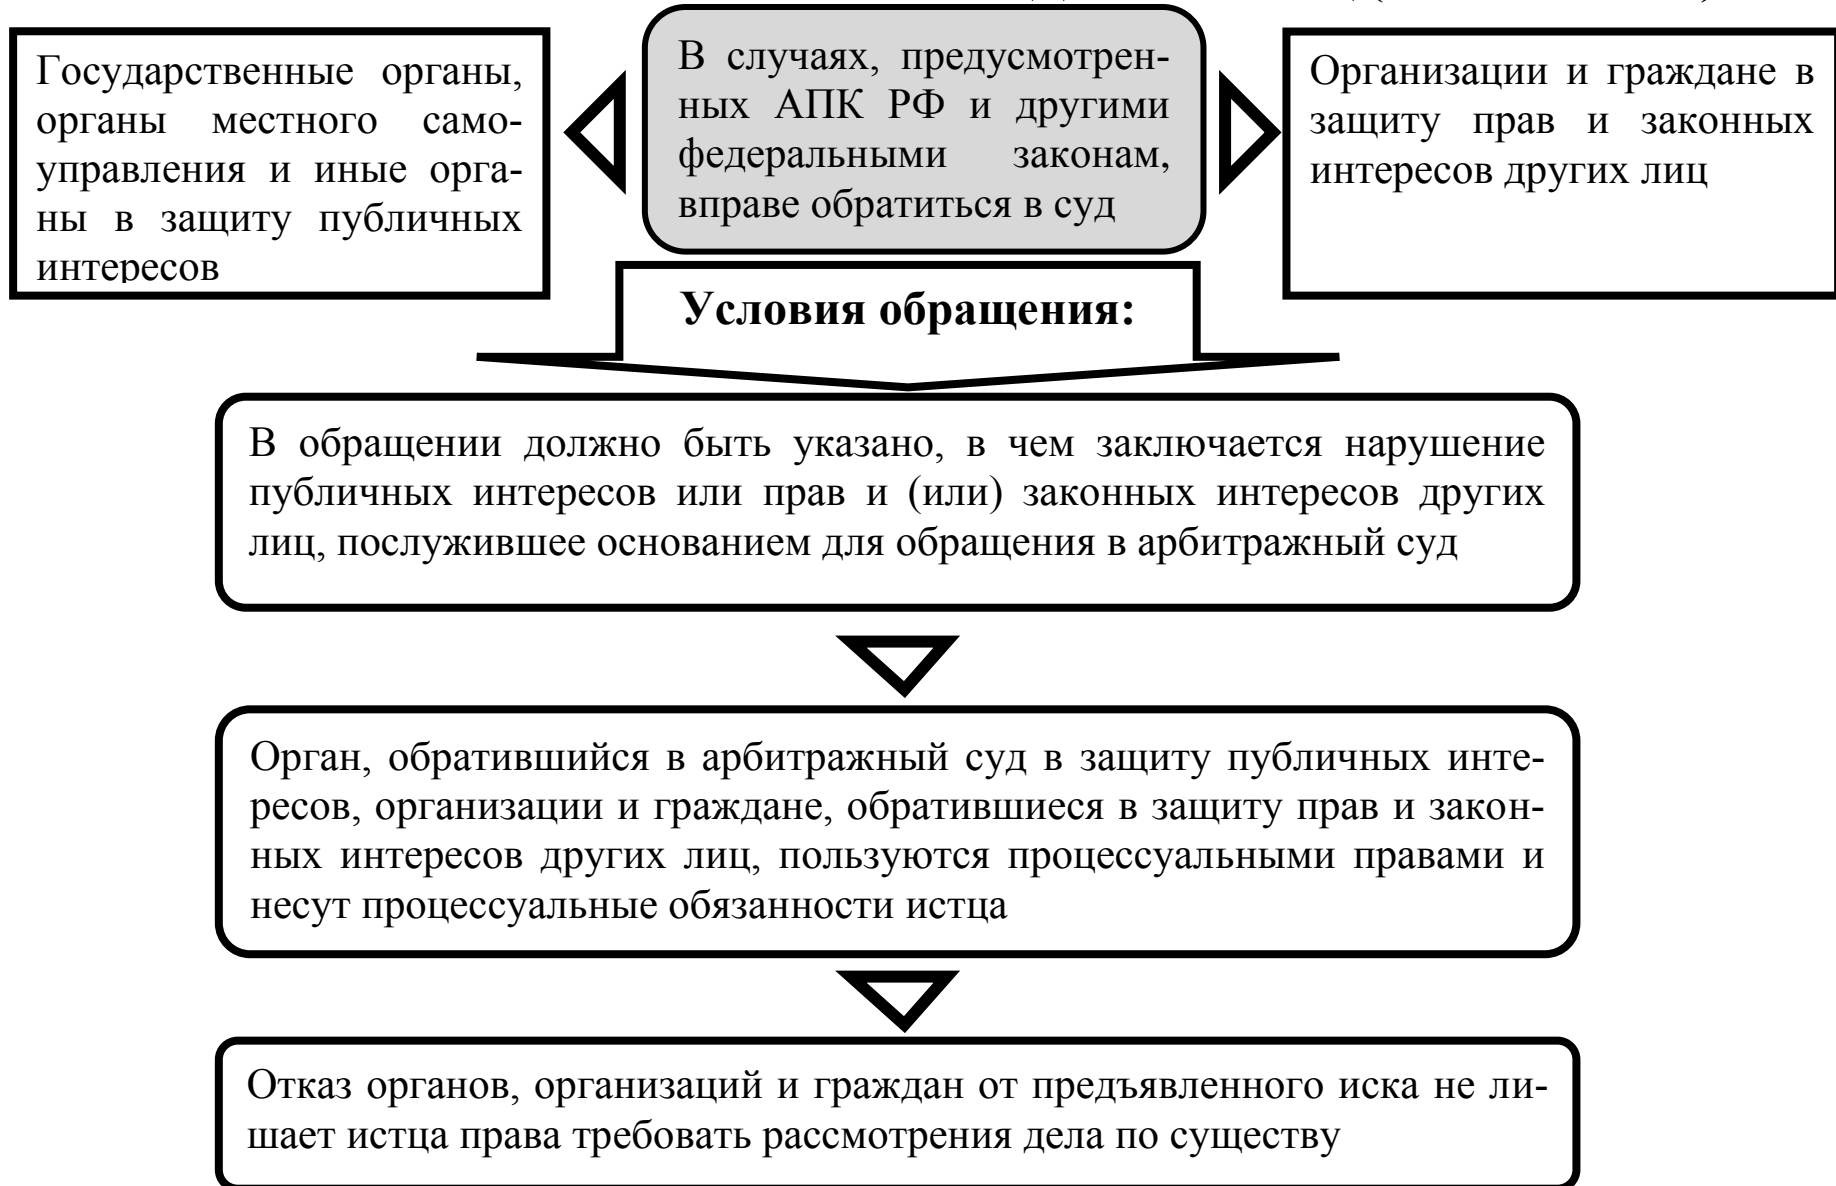 Государственные органы,
органы местного само-
управления и иные орга-
ны в защиту публичных
интересов
В случаях, предусмотрен-
ных АПК РФ и другими
федеральными законам,
вправе обратиться в суд
Организации и граждане в
защиту прав и законных
интересов других лиц
Условия обращения:
В обращении должно быть указано, в чем заключается нарушение
публичных интересов или прав и (или) законных интересов других
лиц, послужившее основанием для обращения в арбитражный суд
Орган, обратившийся в арбитражный суд в защиту публичных инте-
ресов, организации и граждане, обратившиеся в защиту прав и закон-
ных интересов других лиц, пользуются процессуальными правами и
несут процессуальные обязанности истца
Отказ органов, организаций и граждан от предъявленного иска не ли-
шает истца права требовать рассмотрения дела по существу